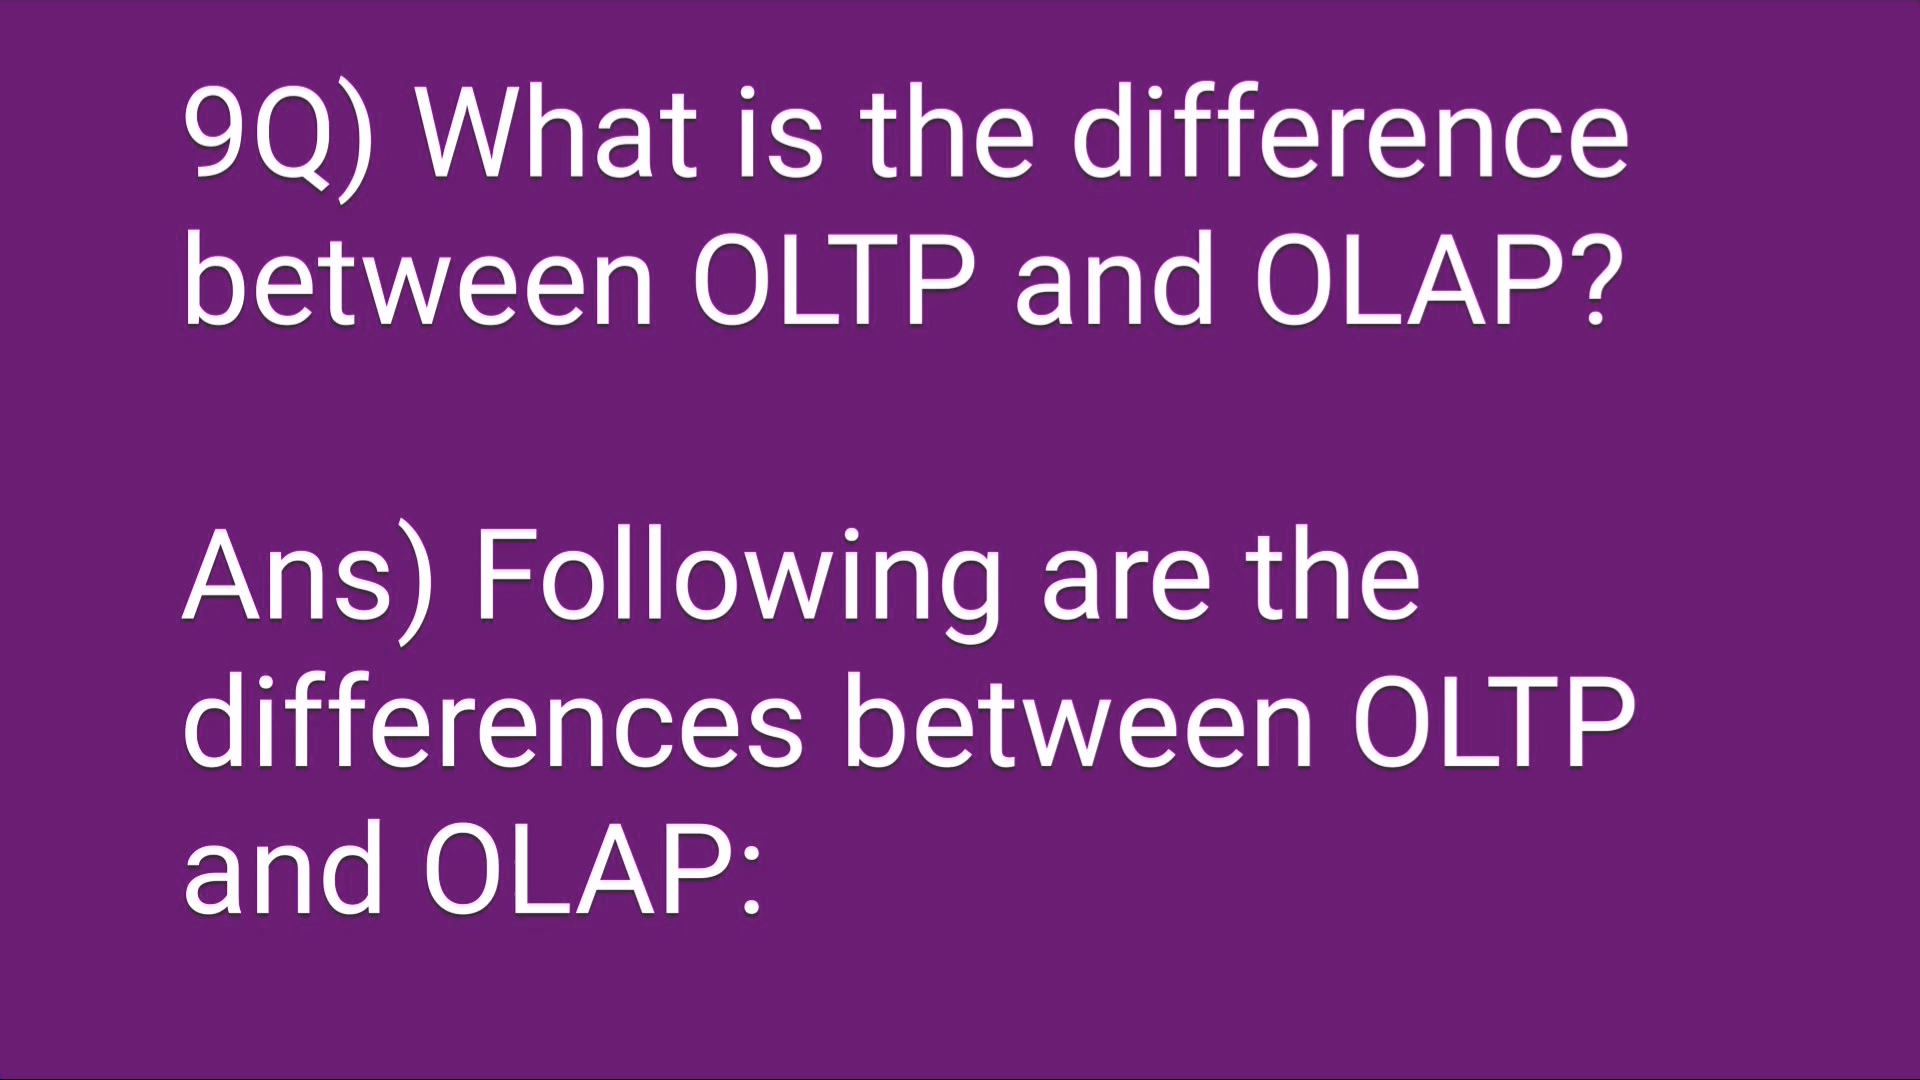 9Q) What is the difference
between OLTP and OLAP?
Ans) Following are the
differences between OLTP
and OLAP: